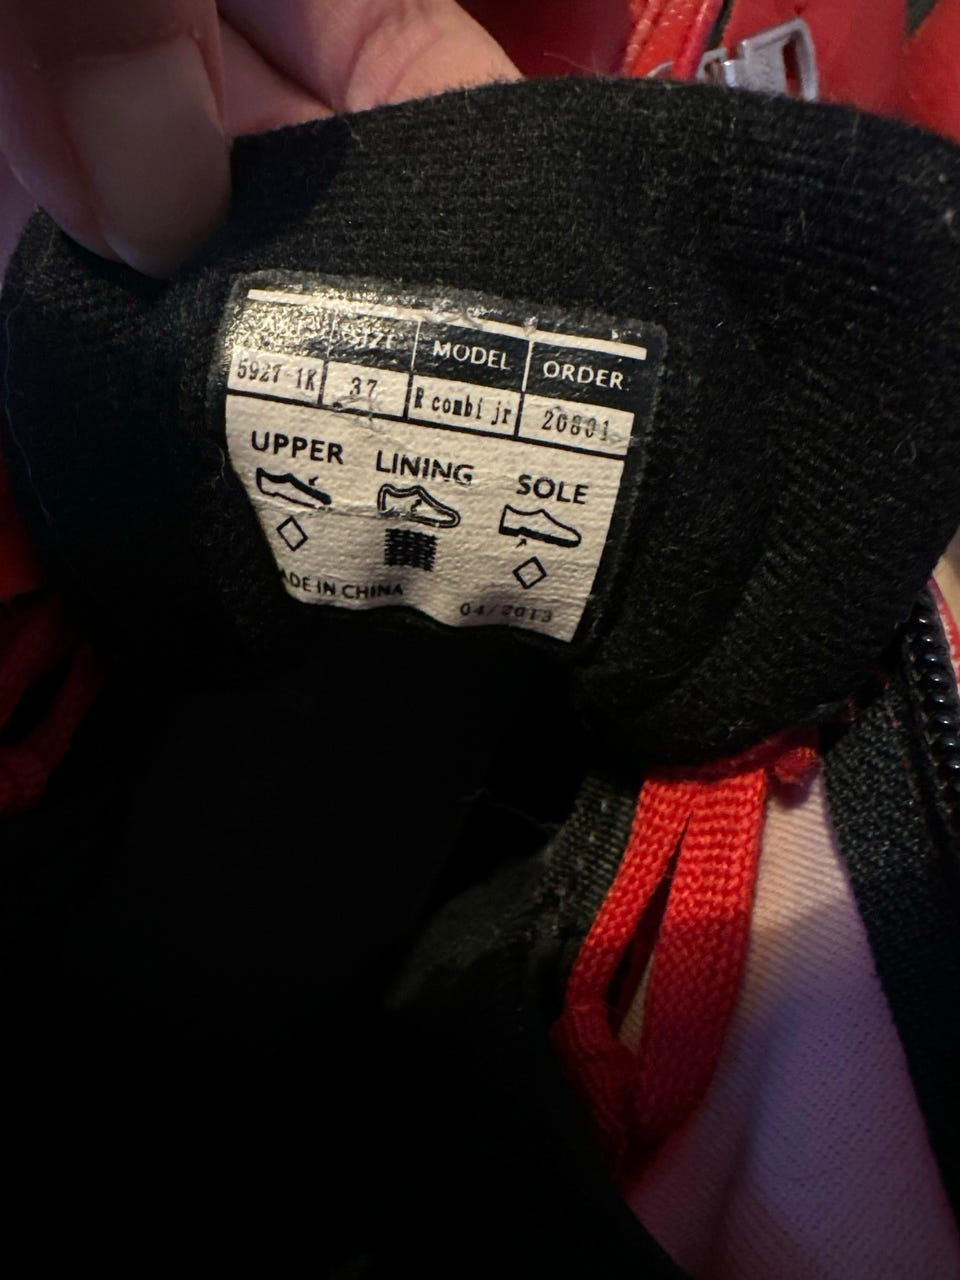 SIZE MODEL ORDER
5927-1K 37 R combi jr 20801
UPPER LINING SOLE
ADE IN CHINA 04/2013